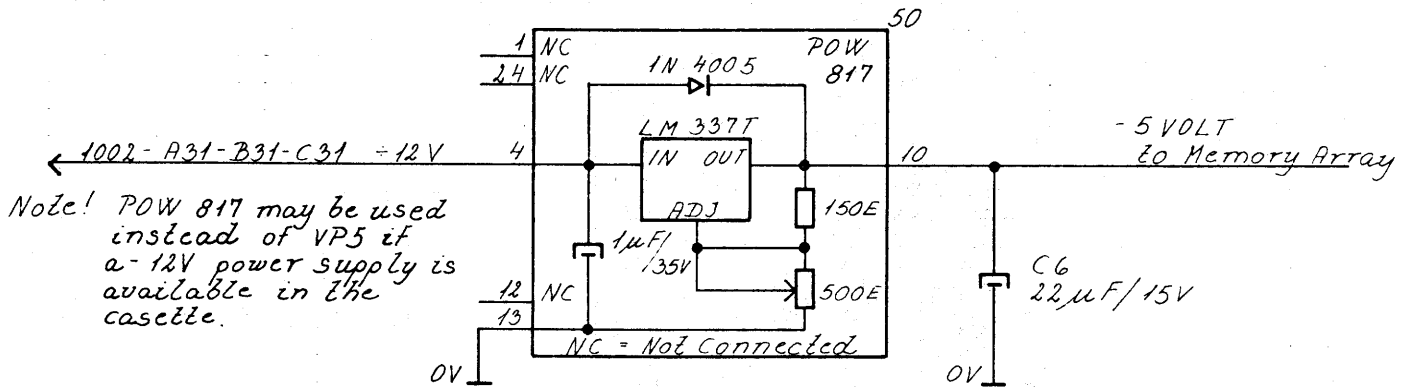 50
1 NC
24 NC
POW
817
1N 4005
LM 337T
1002-A31-B31-C31 ÷12V
4
IN OUT
10
-5 VOLT
to Memory Array
ADJ
150E
Note! POW 817 may be used
instead of VP5 if
a -12V power supply is
available in the
casette.
1µF/
/35V
500E
C6
22µF/15V
12 NC
13
NC = Not Connected
0V
0V